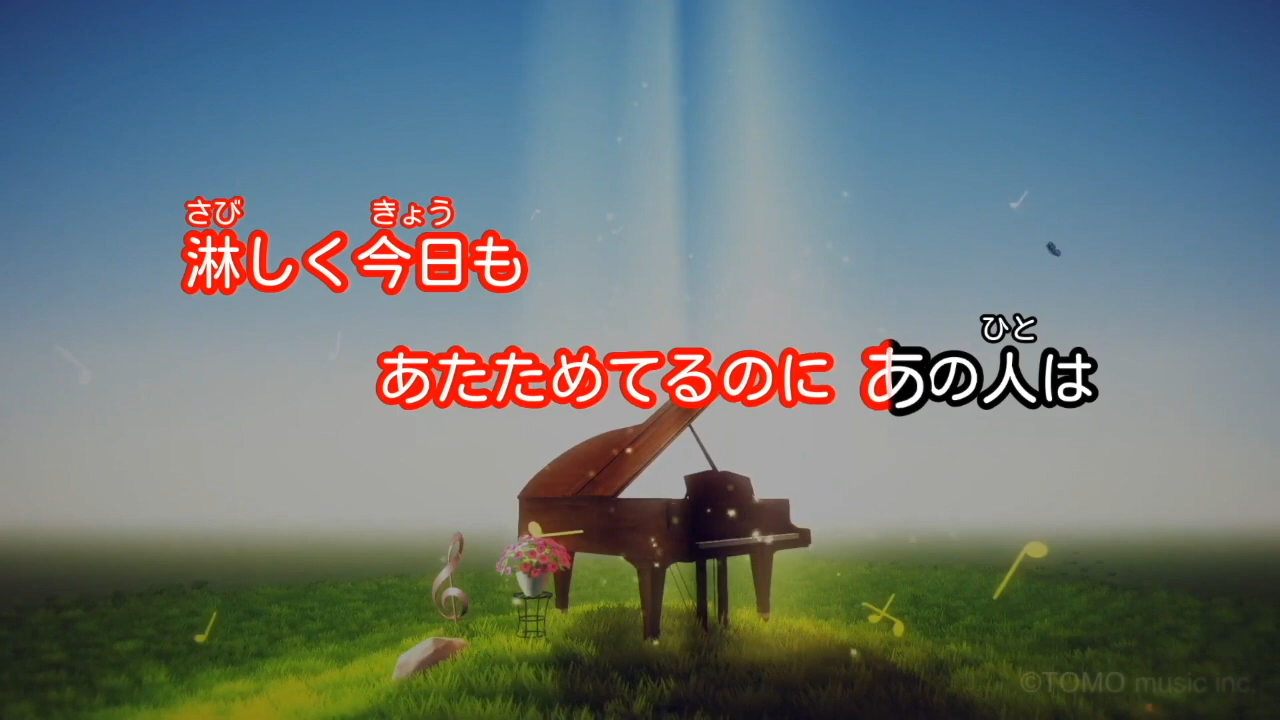 さび きょう
淋しく今日も
ひと
あたためてるのに あの人は
©TOMO music inc.